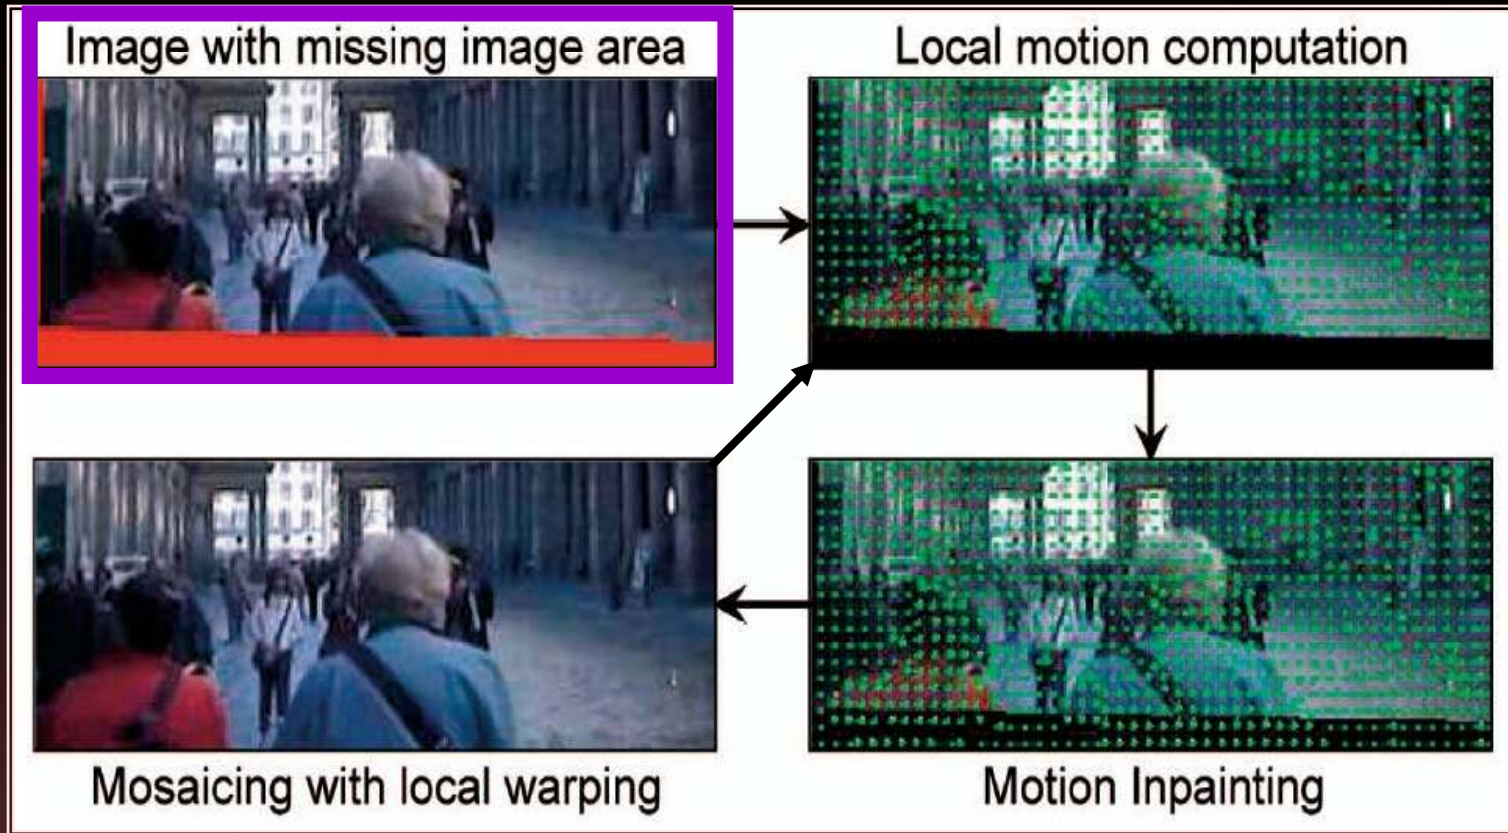 Image with missing image area
Local motion computation
Mosaicing with local warping
Motion Inpainting